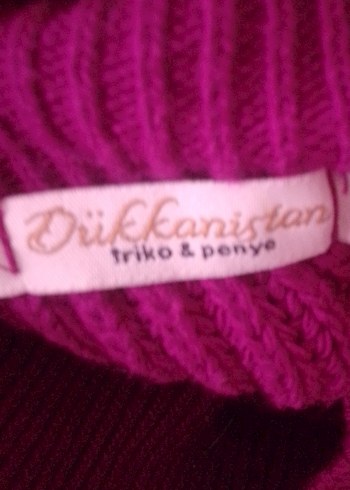 Dükkanistan
triko & penye